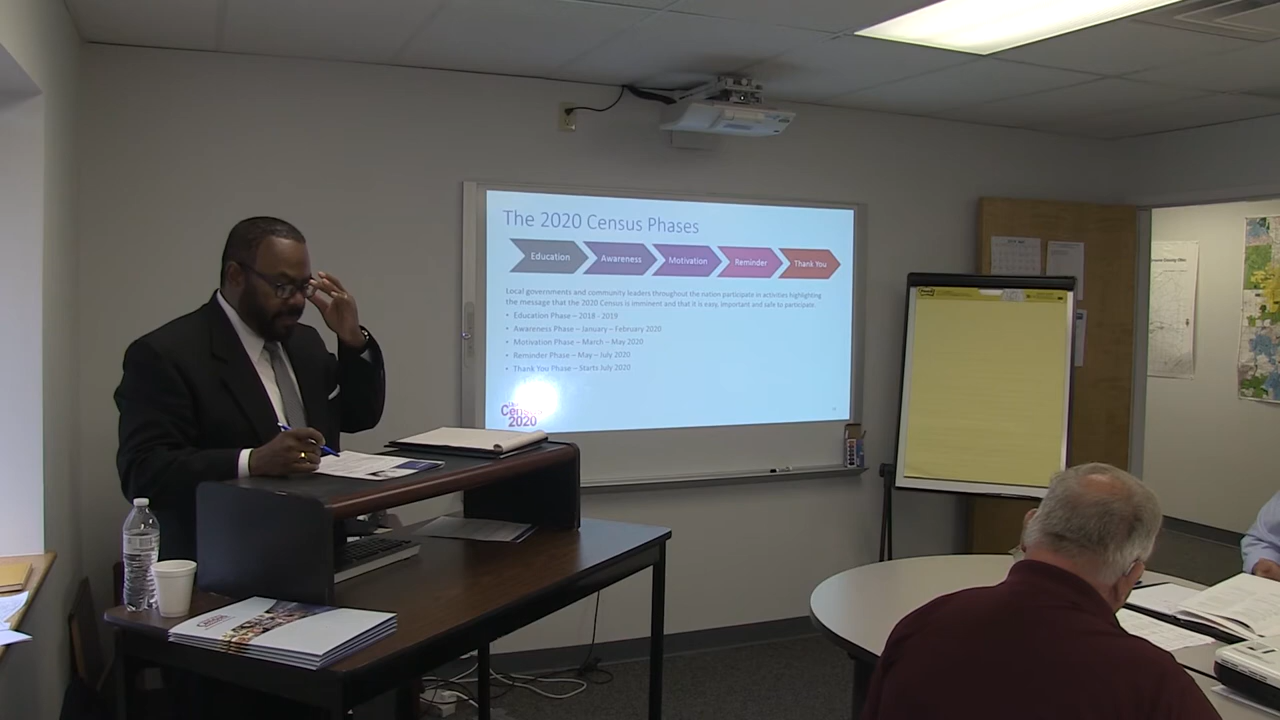 The 2020 Census Phases
Education
Awareness
Motivation
Reminder
Thank You
Local governments and community leaders throughout the nation participate in activities highlighting
the message that the 2020 Census is imminent and that it is easy, important and safe to participate.
• Education Phase – 2018 - 2019
• Awareness Phase – January – February 2020
• Motivation Phase – March – May 2020
• Reminder Phase – May – July 2020
• Thank You Phase – Starts July 2020
Census
2020